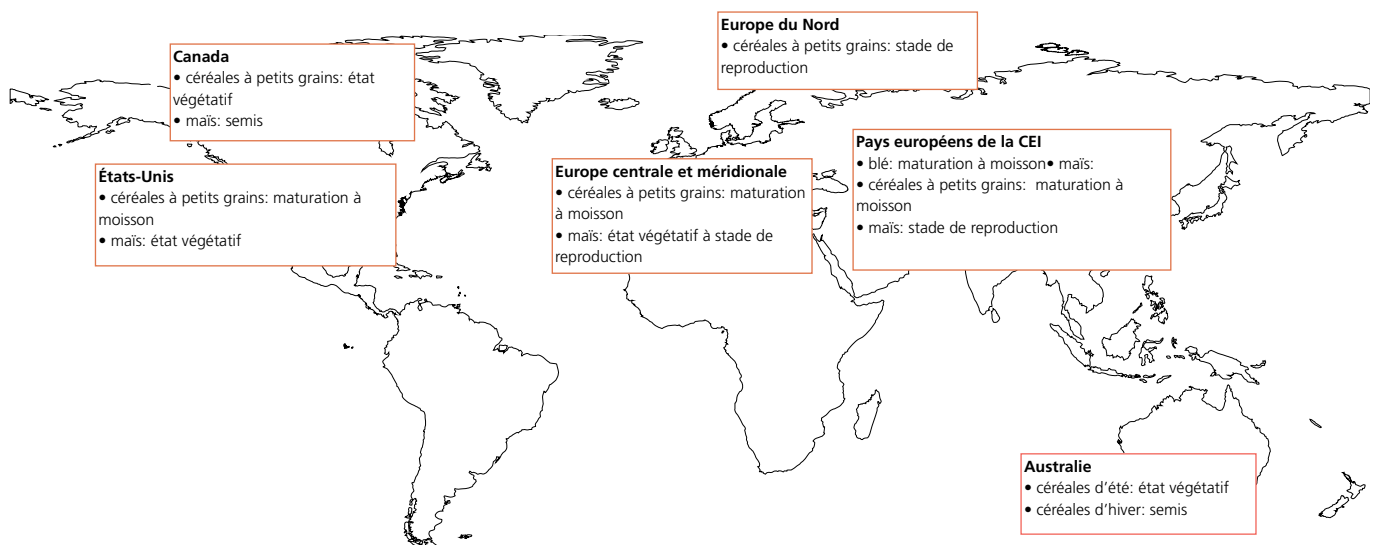 Europe du Nord
• céréales à petits grains: stade de
reproduction
Canada
• céréales à petits grains: état
végétatif
• maïs: semis
États-Unis
• céréales à petits grains: maturation à
moisson
• maïs: état végétatif
Europe centrale et méridionale
• céréales à petits grains: maturation
à moisson
• maïs: état végétatif à stade de
reproduction
Pays européens de la CEI
• blé: maturation à moisson• maïs:
• céréales à petits grains:  maturation à
moisson
• maïs: stade de reproduction
Australie
• céréales d’été: état végétatif
• céréales d’hiver: semis